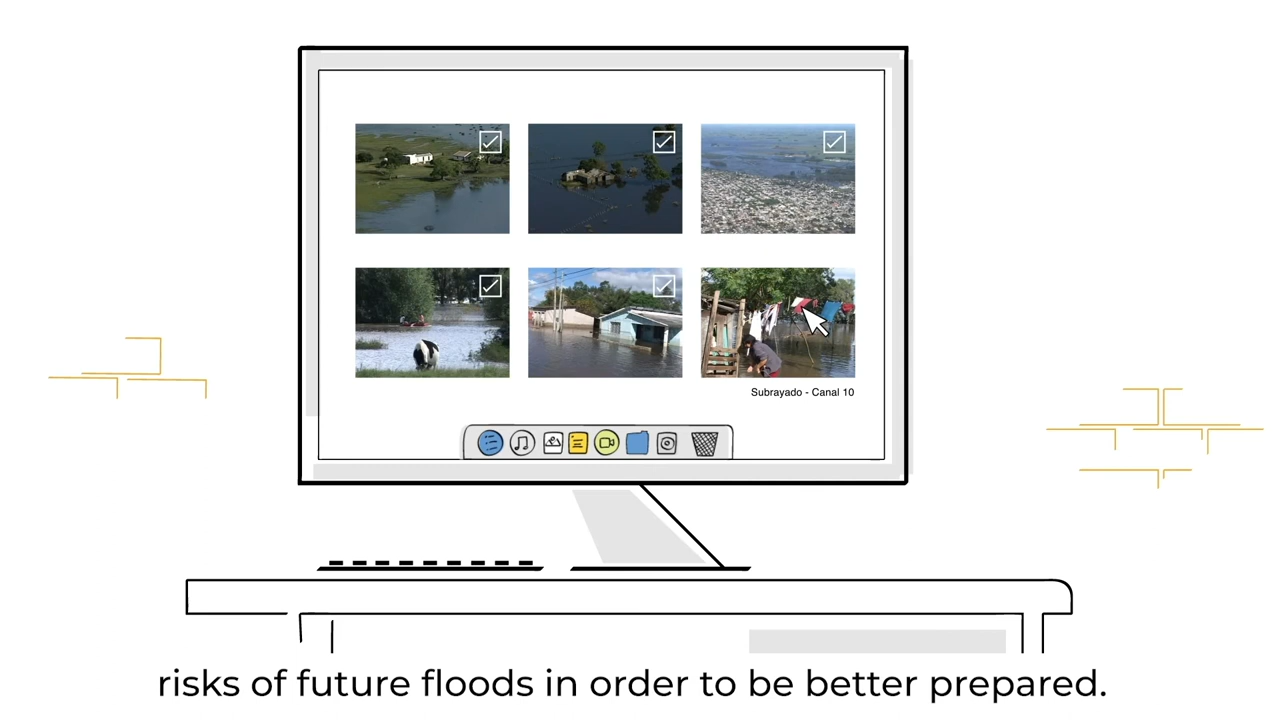 Subrayado - Canal 10
risks of future floods in order to be better prepared.